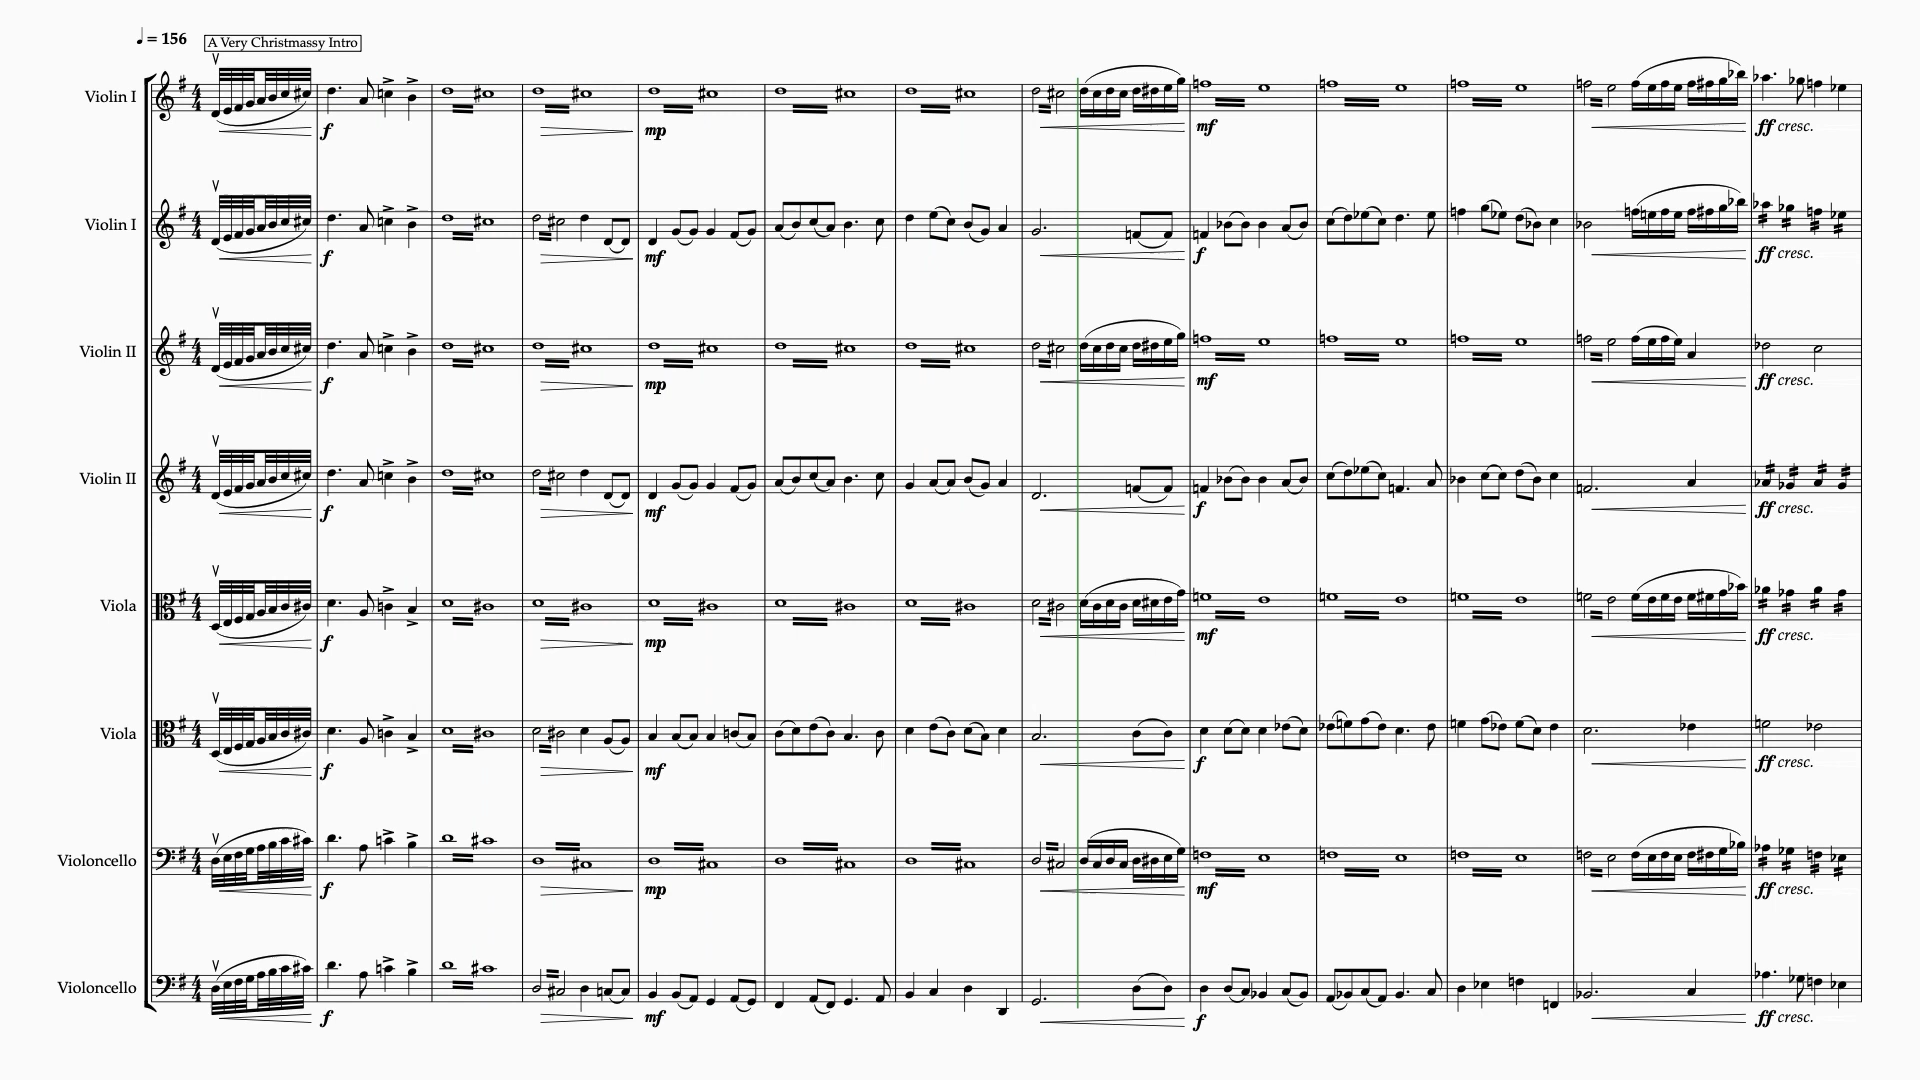 ♩ = 156 A Very Christmassy Intro
Violin I
f mp mf ff cresc.
Violin I
f mf f ff cresc.
Violin II
f mp mf ff cresc.
Violin II
f mf f ff cresc.
Viola
f mp mf ff cresc.
Viola
f mf f ff cresc.
Violoncello
f mp mf ff cresc.
Violoncello
f mf f ff cresc.